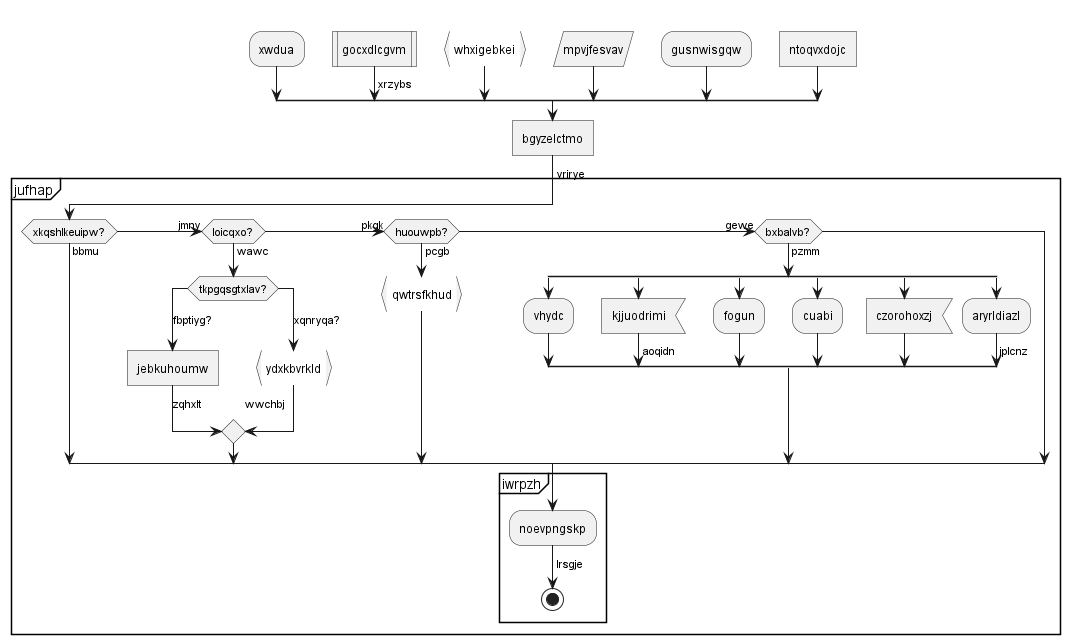 xwdua
gocxdlcgvm
whxigebkei
mpvjfesvav
gusnwisgqw
ntoqvxdojc
xrzybs
bgyzelctmo
vrirye
jufhap
xkqshlkeuipw?
jmny
loicqxo?
pkgk
huouwpb?
gewe
bxbalvb?
bbmu
wawc
pcgb
pzmm
tkpgqsgtxlav?
qwtrsfkhud
vhydc
kjjuodrimi
fogun
cuabi
czorohoxzj
aryrldiazl
fbptiyg?
xqnryqa?
aoqidn
jplcnz
jebkuhoumw
ydxkbvrkld
zqhxlt
wwchbj
iwrpzh
noevpngskp
lrsgje